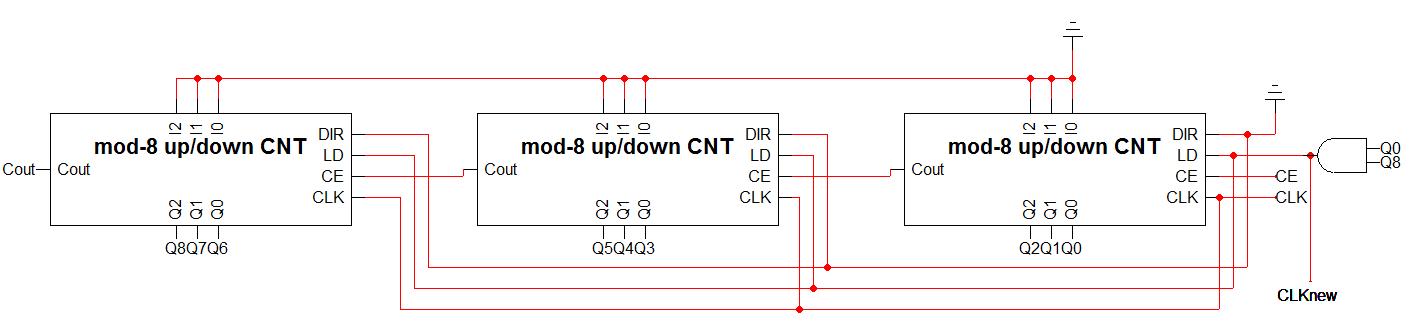 I2 I1 I0
mod-8 up/down CNT
DIR
LD
CE
CLK
Cout Cout
Q2 Q1 Q0
Q8Q7Q6
I2 I1 I0
mod-8 up/down CNT
DIR
LD
CE
CLK
Cout
Q2 Q1 Q0
Q5Q4Q3
I2 I1 I0
mod-8 up/down CNT
DIR
LD
CE CE
CLK CLK
Cout
Q2 Q1 Q0
Q2Q1Q0
Q0
Q8
CLKnew